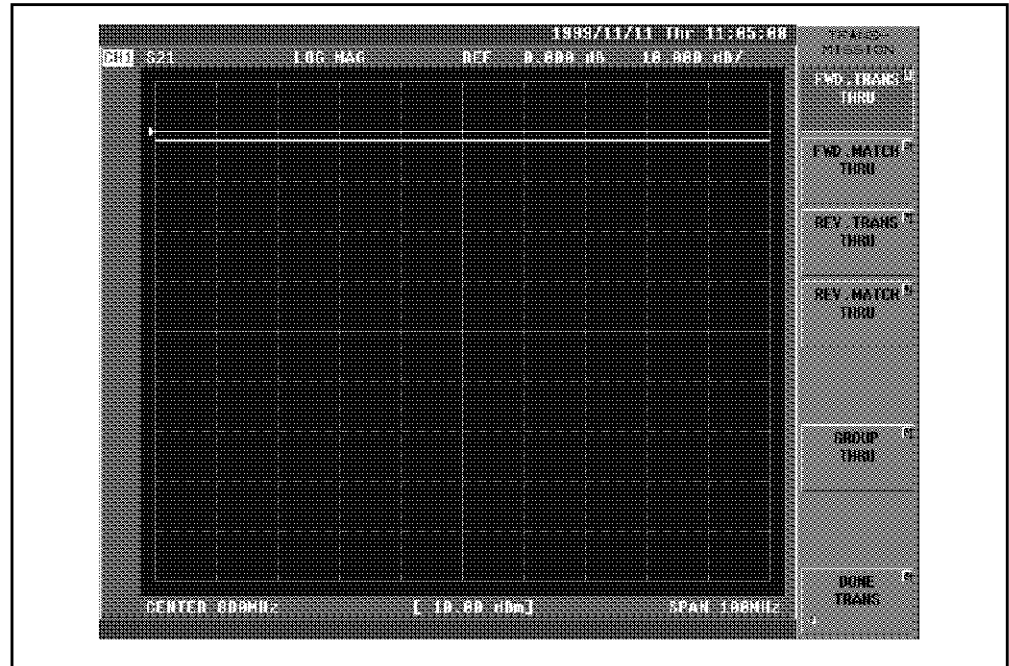 1999/11/11 Thr 11:05:08
CH1 S21 LOG MAG REF 0.000 dB 10.000 dB/
TRANS-
MISSION
FWD.TRANS
THRU
FWD.MATCH
THRU
REV.TRANS
THRU
REV.MATCH
THRU
GROUP
THRU
DONE
TRANS
CENTER 800MHz [ 10.00 dBm] SPAN 100MHz